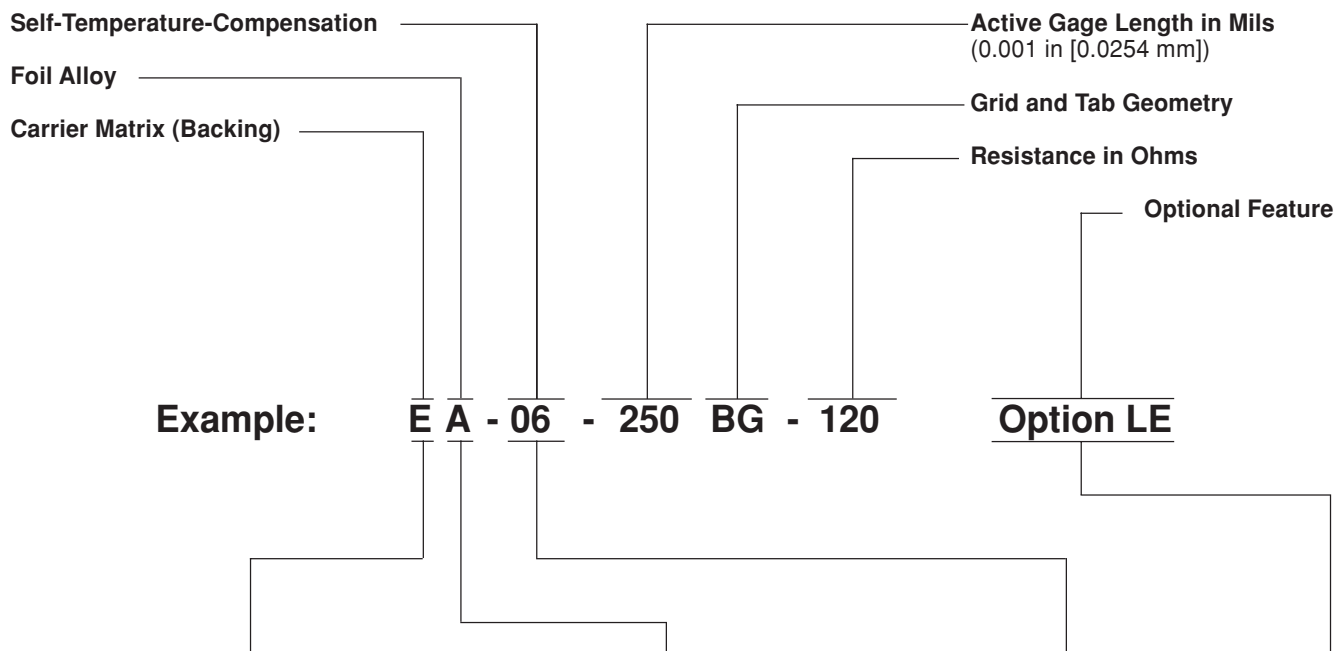 Self-Temperature-Compensation
Foil Alloy
Carrier Matrix (Backing)
Active Gage Length in Mils
(0.001 in [0.0254 mm])
Grid and Tab Geometry
Resistance in Ohms
Optional Feature
Example: E A - 06 - 250 BG - 120 Option LE